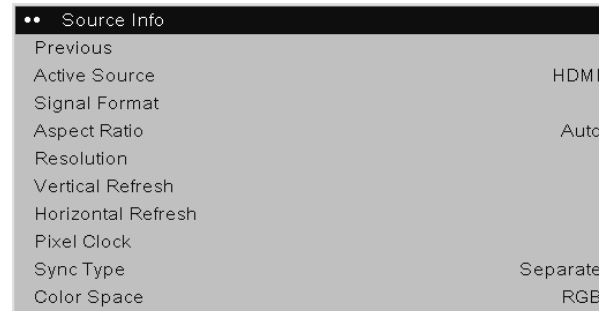 •• Source Info
Previous
Active Source HDMI
Signal Format
Aspect Ratio Auto
Resolution
Vertical Refresh
Horizontal Refresh
Pixel Clock
Sync Type Separate
Color Space RGB